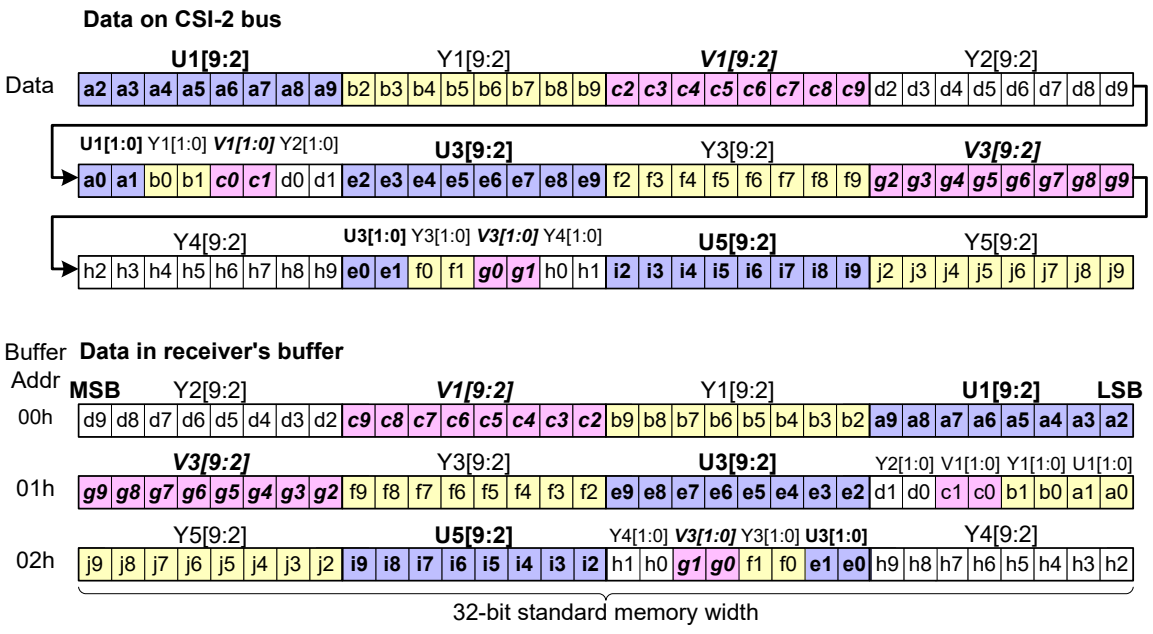 Data on CSI-2 bus
U1[9:2] Y1[9:2] V1[9:2] Y2[9:2]
Data a2 a3 a4 a5 a6 a7 a8 a9 b2 b3 b4 b5 b6 b7 b8 b9 c2 c3 c4 c5 c6 c7 c8 c9 d2 d3 d4 d5 d6 d7 d8 d9
U1[1:0] Y1[1:0] V1[1:0] Y2[1:0] U3[9:2] Y3[9:2] V3[9:2]
a0 a1 b0 b1 c0 c1 d0 d1 e2 e3 e4 e5 e6 e7 e8 e9 f2 f3 f4 f5 f6 f7 f8 f9 g2 g3 g4 g5 g6 g7 g8 g9
Y4[9:2] U3[1:0] Y3[1:0] V3[1:0] Y4[1:0] U5[9:2] Y5[9:2]
h2 h3 h4 h5 h6 h7 h8 h9 e0 e1 f0 f1 g0 g1 h0 h1 i2 i3 i4 i5 i6 i7 i8 i9 j2 j3 j4 j5 j6 j7 j8 j9
Buffer Addr Data in receiver's buffer
MSB Y2[9:2] V1[9:2] Y1[9:2] U1[9:2] LSB
00h d9 d8 d7 d6 d5 d4 d3 d2 c9 c8 c7 c6 c5 c4 c3 c2 b9 b8 b7 b6 b5 b4 b3 b2 a9 a8 a7 a6 a5 a4 a3 a2
V3[9:2] Y3[9:2] U3[9:2] Y2[1:0] V1[1:0] Y1[1:0] U1[1:0]
01h g9 g8 g7 g6 g5 g4 g3 g2 f9 f8 f7 f6 f5 f4 f3 f2 e9 e8 e7 e6 e5 e4 e3 e2 d1 d0 c1 c0 b1 b0 a1 a0
Y5[9:2] U5[9:2] Y4[1:0] V3[1:0] Y3[1:0] U3[1:0] Y4[9:2]
02h j9 j8 j7 j6 j5 j4 j3 j2 i9 i8 i7 i6 i5 i4 i3 i2 h1 h0 g1 g0 f1 f0 e1 e0 h9 h8 h7 h6 h5 h4 h3 h2
32-bit standard memory width